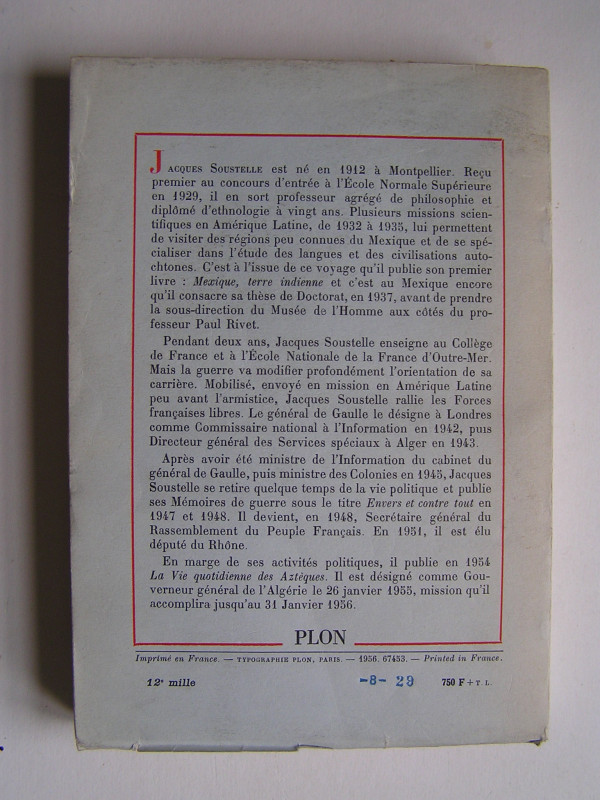 JACQUES SOUSTELLE est né en 1912 à Montpellier. Reçu
premier au concours d'entrée à l'École Normale Supérieure
en 1929, il en sort professeur agrégé de philosophie et
diplômé d'ethnologie à vingt ans. Plusieurs missions scien-
tifiques en Amérique Latine, de 1932 à 1935, lui permettent
de visiter des régions peu connues du Mexique et de se spé-
cialiser dans l'étude des langues et des civilisations auto-
chtones. C'est à l'issue de ce voyage qu'il publie son premier
livre : Mexique, terre indienne et c'est au Mexique encore
qu'il consacre sa thèse de Doctorat, en 1937, avant de prendre
la sous-direction du Musée de l'Homme aux côtés du pro-
fesseur Paul Rivet.
Pendant deux ans, Jacques Soustelle enseigne au Collège
de France et à l'École Nationale de la France d'Outre-Mer.
Mais la guerre va modifier profondément l'orientation de sa
carrière. Mobilisé, envoyé en mission en Amérique Latine
peu avant l'armistice, Jacques Soustelle rallie les Forces
françaises libres. Le général de Gaulle le désigne à Londres
comme Commissaire national à l'Information en 1942, puis
Directeur général des Services spéciaux à Alger en 1943.
Après avoir été ministre de l'Information du cabinet du
général de Gaulle, puis ministre des Colonies en 1945, Jacques
Soustelle se retire quelque temps de la vie politique et publie
ses Mémoires de guerre sous le titre Envers et contre tout en
1947 et 1948. Il devient, en 1948, Secrétaire général du
Rassemblement du Peuple Français. En 1951, il est élu
député du Rhône.
En marge de ses activités politiques, il publie en 1954
La Vie quotidienne des Aztèques. Il est désigné comme Gou-
verneur général de l'Algérie le 26 janvier 1955, mission qu'il
accomplira jusqu'au 31 Janvier 1956.
PLON
Imprimé en France. — TYPOGRAPHIE PLON, PARIS. — 1956. 67453. — Printed in France.
12e mille -8- 29 750 F + T. L.